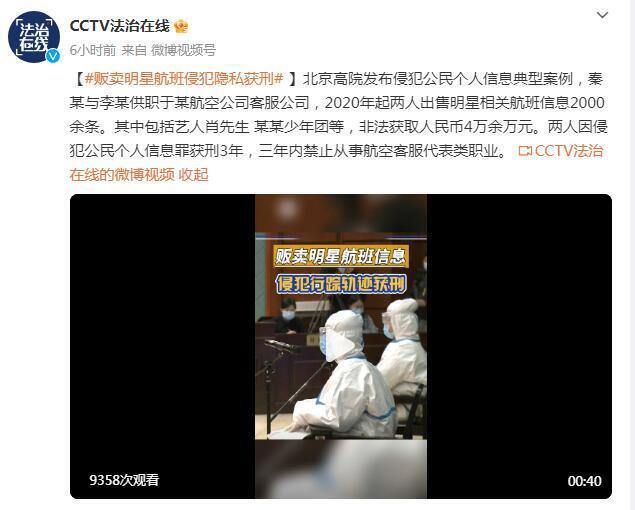 法治
在线
CCTV法治在线
6小时前 来自 微博视频号
【#贩卖明星航班侵犯隐私获刑# 】北京高院发布侵犯公民个人信息典型案例，秦
某与李某供职于某航空公司客服公司，2020年起两人出售明星相关航班信息2000
余条。其中包括艺人肖先生 某某少年团等，非法获取人民币4万余万元。两人因侵
犯公民个人信息罪获刑3年，三年内禁止从事航空客服代表类职业。 CCTV法治
在线的微博视频 收起
贩卖明星航班信息
侵犯行踪轨迹获刑
9358次观看
00:40